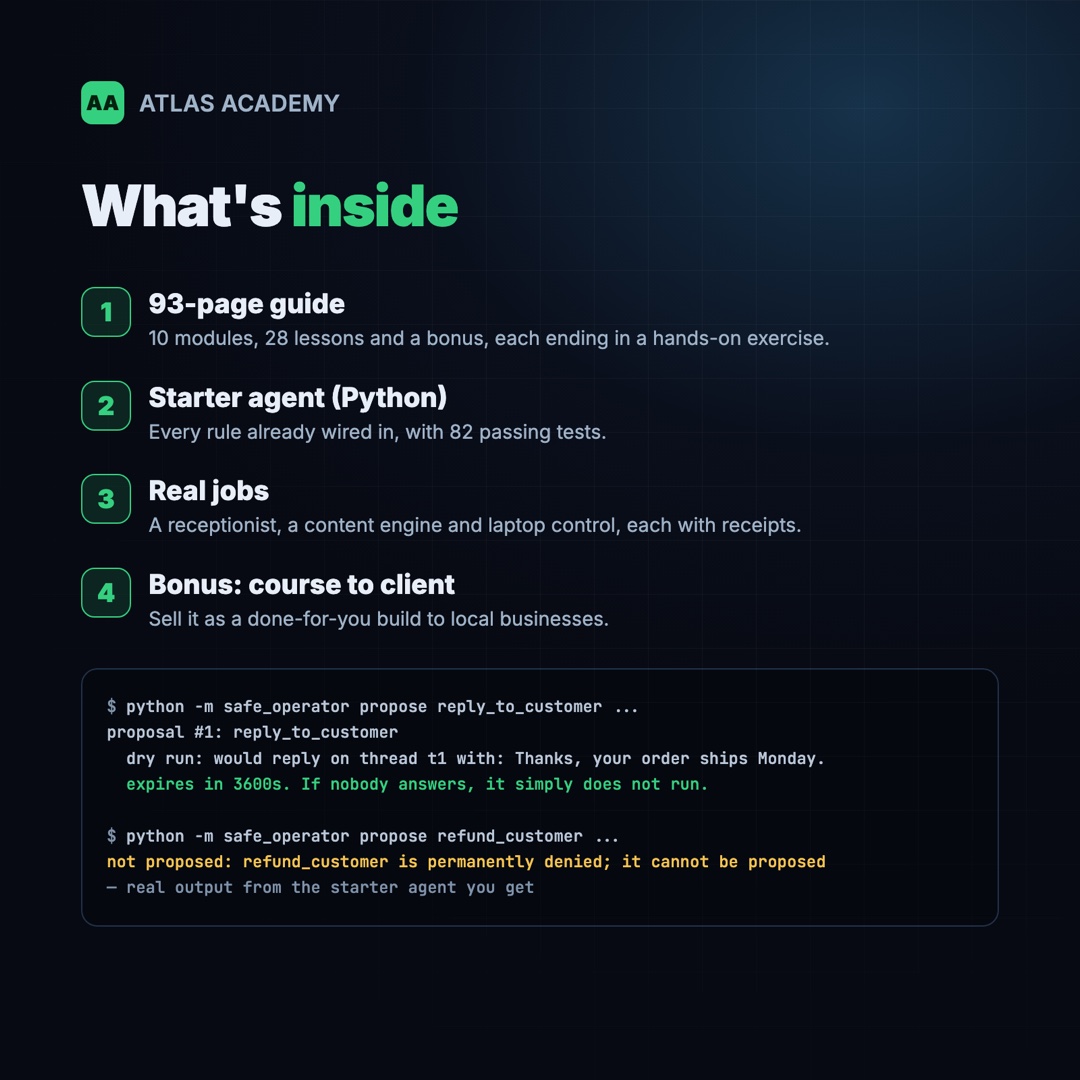 AA ATLAS ACADEMY
What's inside
1 93-page guide
10 modules, 28 lessons and a bonus, each ending in a hands-on exercise.
2 Starter agent (Python)
Every rule already wired in, with 82 passing tests.
3 Real jobs
A receptionist, a content engine and laptop control, each with receipts.
4 Bonus: course to client
Sell it as a done-for-you build to local businesses.
$ python -m safe_operator propose reply_to_customer ...
proposal #1: reply_to_customer
dry run: would reply on thread t1 with: Thanks, your order ships Monday.
expires in 3600s. If nobody answers, it simply does not run.
$ python -m safe_operator propose refund_customer ...
not proposed: refund_customer is permanently denied; it cannot be proposed
— real output from the starter agent you get